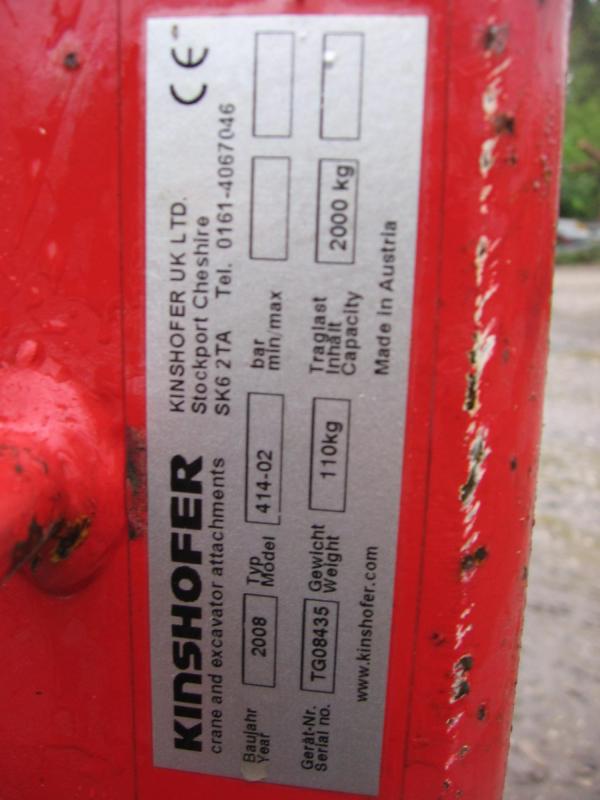 KINSHOFER
crane and excavator attachments
KINSHOFER UK LTD.
Stockport Cheshire
SK6 2TA Tel. 0161-4067046
CE
Baujahr
Year
2008
Typ
Model
414-02
bar
min/max
Gerät-Nr.
Serial no.
TG08435
Gewicht
Weight
110kg
Traglast
Inhalt
Capacity
2000 kg
www.kinshofer.com
Made in Austria